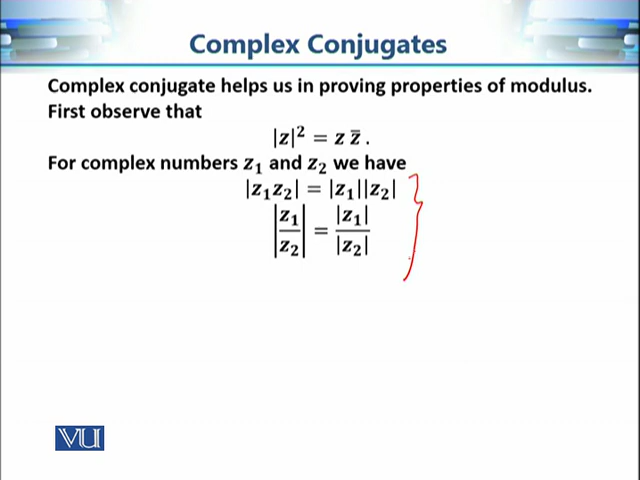 Complex Conjugates
Complex conjugate helps us in proving properties of modulus.
First observe that
|z|² = z z̄ .
For complex numbers z₁ and z₂ we have
|z₁z₂| = |z₁||z₂|
|z₁/z₂| = |z₁|/|z₂|
VU